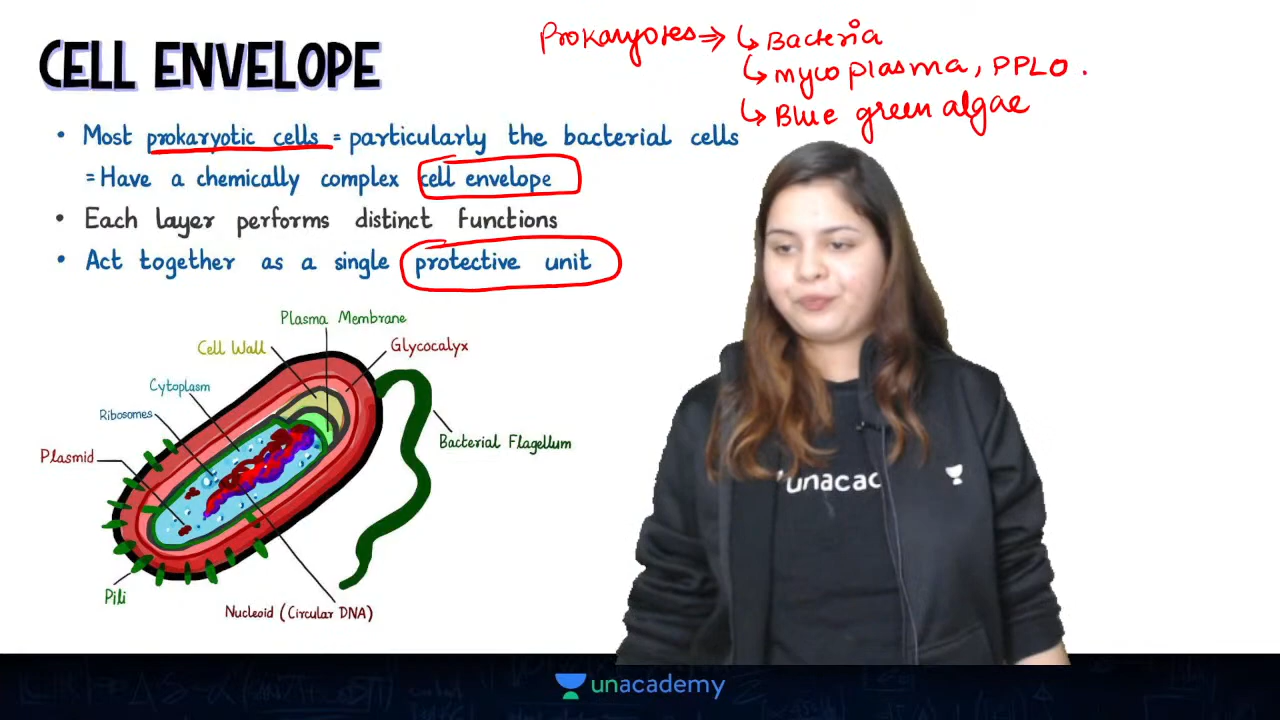 CELL ENVELOPE
Prokaryotes ⇒ ↳ Bacteria
↳ mycoplasma, PPLO.
↳ Blue green algae
• Most prokaryotic cells = particularly the bacterial cells
= Have a chemically complex cell envelope
• Each layer performs distinct functions
• Act together as a single protective unit
Plasma Membrane
Cell Wall
Glycocalyx
Cytoplasm
Ribosomes
Plasmid
Bacterial Flagellum
Pili
Nucleoid (Circular DNA)
unacac
unacademy